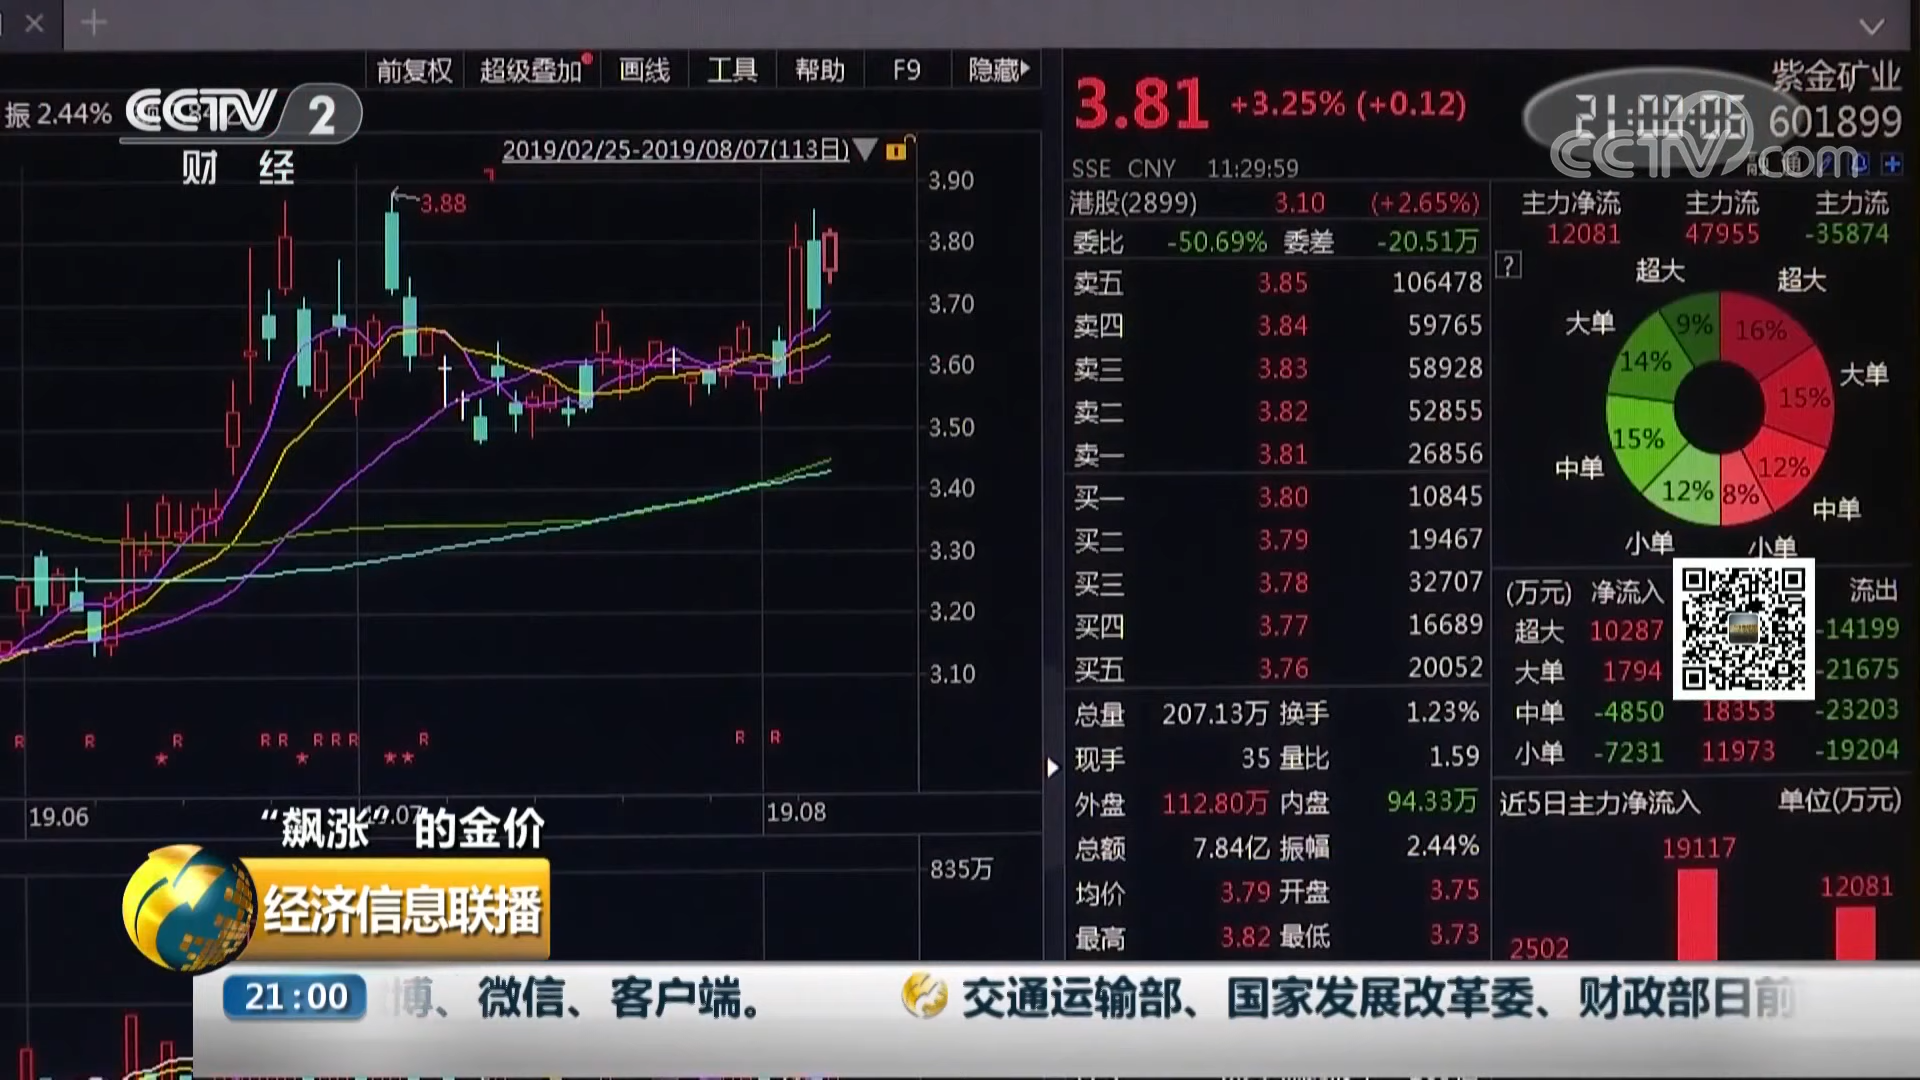 前复权 超级叠加 画线 工具 帮助 F9 隐藏
振 2.44%
CCTV 2
财 经
2019/02/25-2019/08/07(113日)
3.88
3.90
3.80
3.70
3.60
3.50
3.40
3.30
3.20
3.10
19.06
19.07
19.08
835万
3.81 +3.25% (+0.12)
紫金矿业
601899
21:00:06
CCTV.com
SSE CNY 11:29:59
融 通
港股(2899) 3.10 (+2.65%)
委比 -50.69% 委差 -20.51万
卖五 3.85 106478
卖四 3.84 59765
卖三 3.83 58928
卖二 3.82 52855
卖一 3.81 26856
买一 3.80 10845
买二 3.79 19467
买三 3.78 32707
买四 3.77 16689
买五 3.76 20052
总量 207.13万 换手 1.23%
现手 35 量比 1.59
外盘 112.80万 内盘 94.33万
总额 7.84亿 振幅 2.44%
均价 3.79 开盘 3.75
最高 3.82 最低 3.73
主力净流 主力流 主力流
12081 47955 -35874
?
超大 超大
大单 9% 16%
14% 大单
15% 15%
中单 12% 8% 12%
中单
小单 小单
(万元) 净流入 流出
超大 10287 -14199
大单 1794 -21675
中单 -4850 18353 -23203
小单 -7231 11973 -19204
近5日主力净流入 单位(万元)
19117
12081
2502
R R R R R R R R R R R
“飙涨”的金价
经济信息联播
21:00 博、微信、客户端。 交通运输部、国家发展改革委、财政部日前